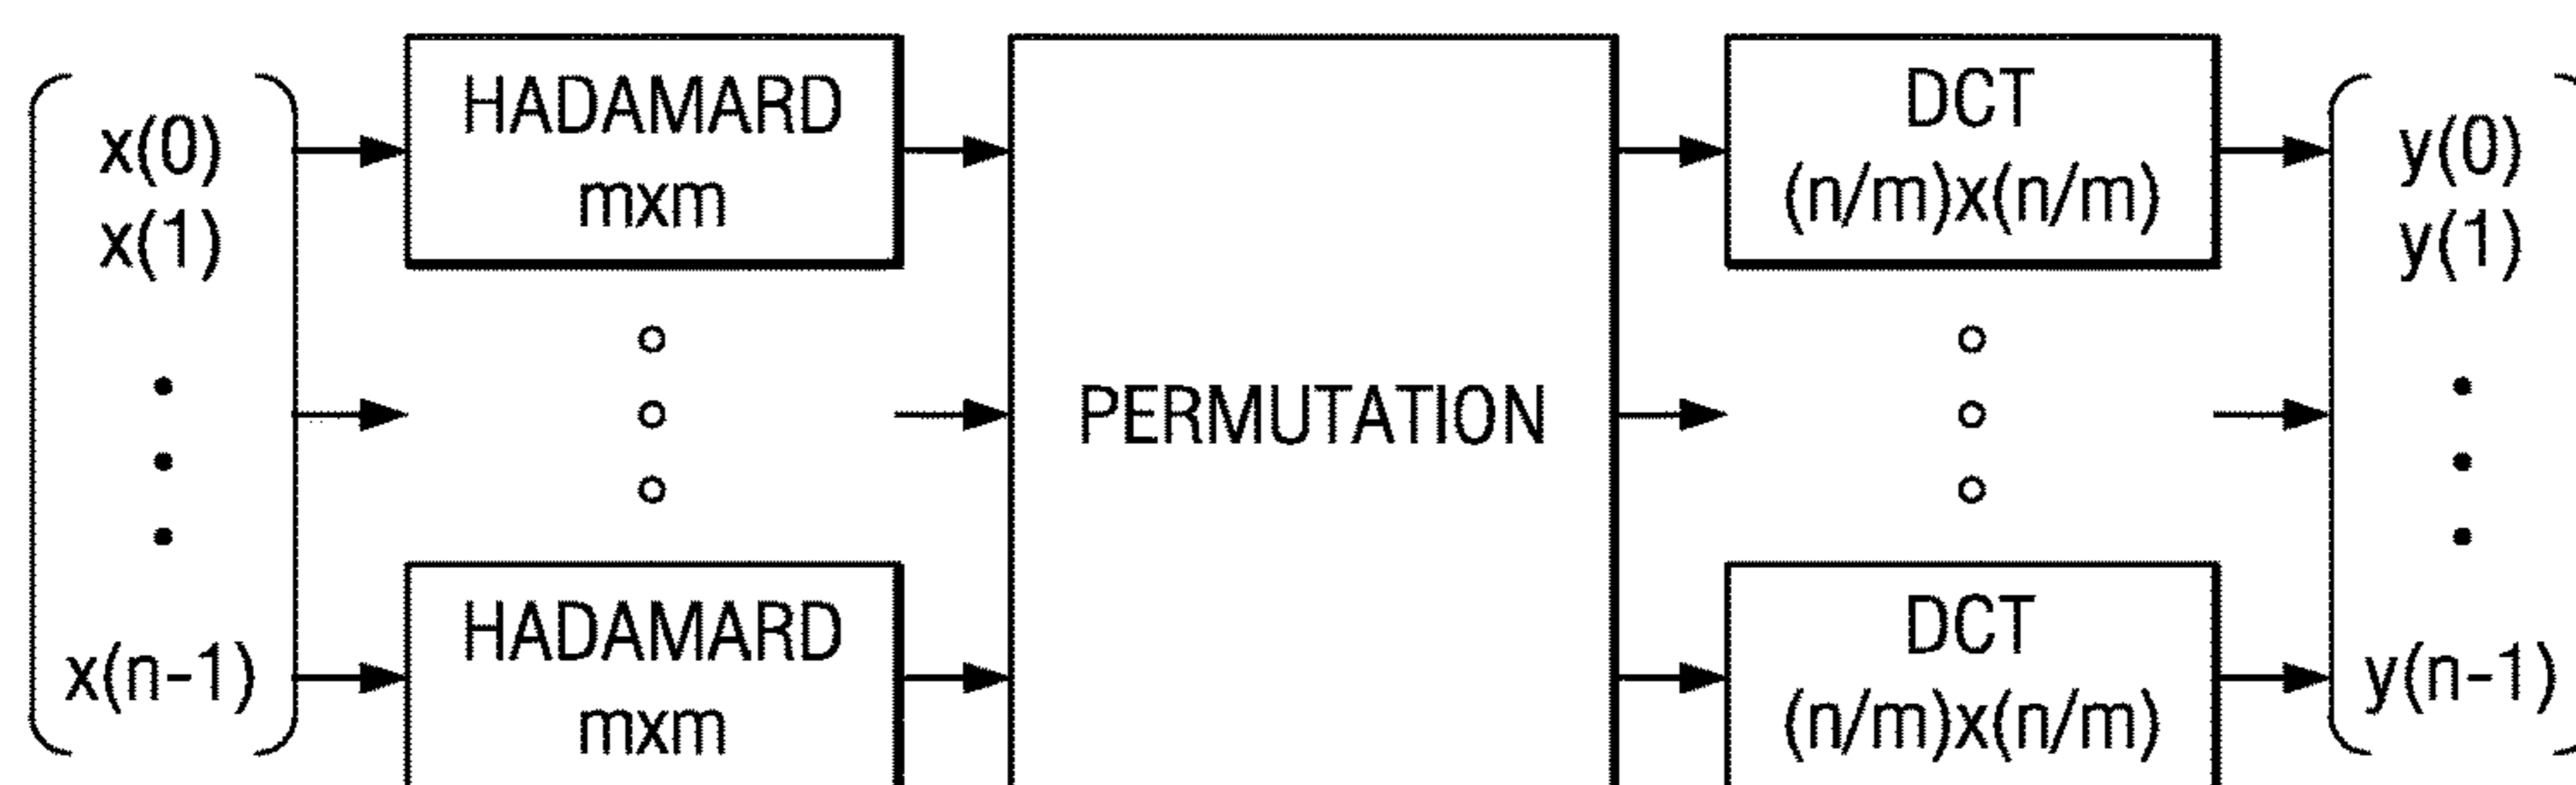 x(0)
x(1)
x(n-1)
HADAMARD
mxm
HADAMARD
mxm
PERMUTATION
DCT
(n/m)x(n/m)
DCT
(n/m)x(n/m)
y(0)
y(1)
y(n-1)